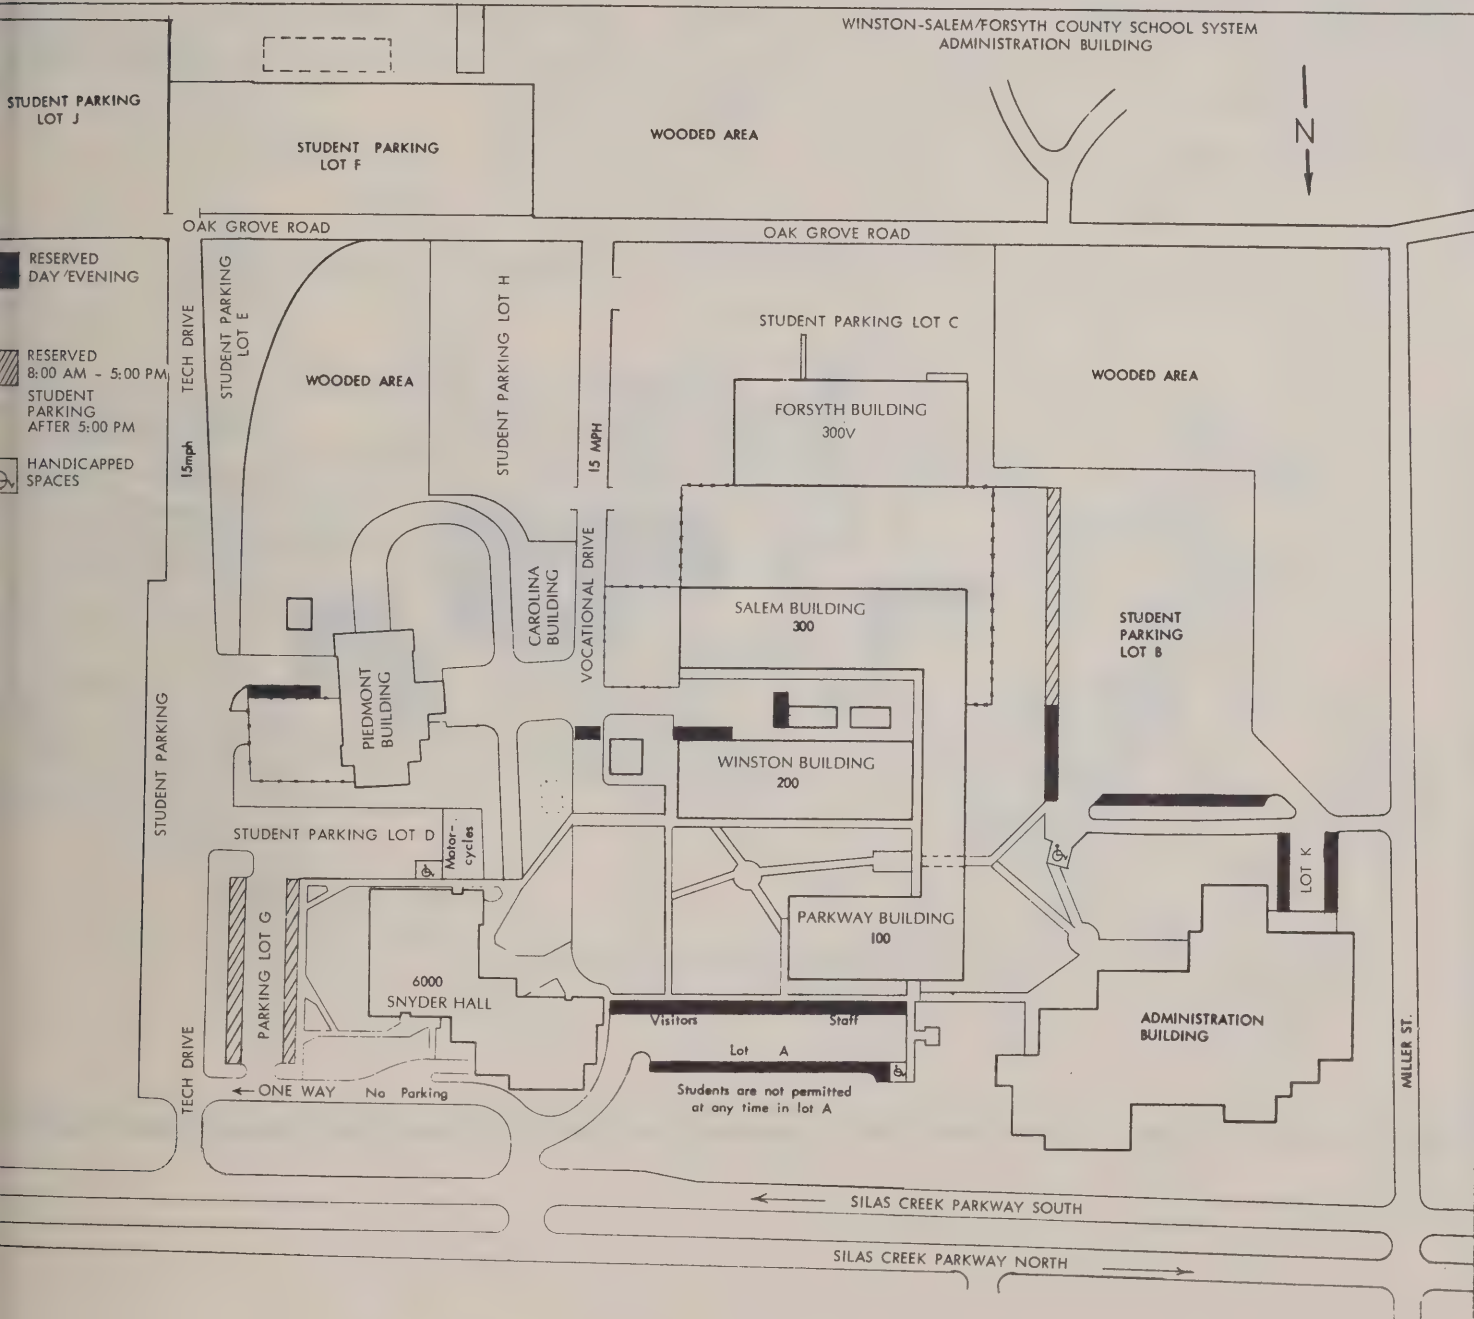 WINSTON-SALEM/FORSYTH COUNTY SCHOOL SYSTEM
ADMINISTRATION BUILDING
STUDENT PARKING
LOT J
STUDENT PARKING
LOT F
WOODED AREA
N
OAK GROVE ROAD
OAK GROVE ROAD
RESERVED
DAY/EVENING
RESERVED
8:00 AM - 5:00 PM
STUDENT
PARKING
AFTER 5:00 PM
HANDICAPPED
SPACES
TECH DRIVE
15mph
STUDENT PARKING
LOT E
WOODED AREA
STUDENT PARKING LOT H
15 MPH
VOCATIONAL DRIVE
STUDENT PARKING LOT C
FORSYTH BUILDING
300V
WOODED AREA
CAROLINA
BUILDING
SALEM BUILDING
300
STUDENT
PARKING
LOT B
PIEDMONT
BUILDING
STUDENT PARKING
WINSTON BUILDING
200
STUDENT PARKING LOT D
Motor-
cycles
LOT K
PARKING LOT G
PARKWAY BUILDING
100
6000
SNYDER HALL
Visitors
Staff
Lot A
ADMINISTRATION
BUILDING
MILLER ST.
TECH DRIVE
ONE WAY
No Parking
Students are not permitted
at any time in lot A
SILAS CREEK PARKWAY SOUTH
SILAS CREEK PARKWAY NORTH